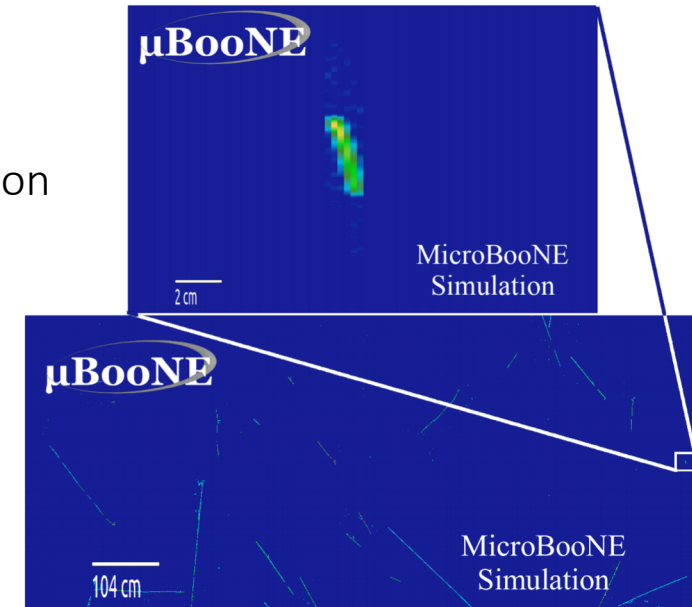 μBooNE
on
MicroBooNE
Simulation
2 cm
μBooNE
MicroBooNE
Simulation
104 cm